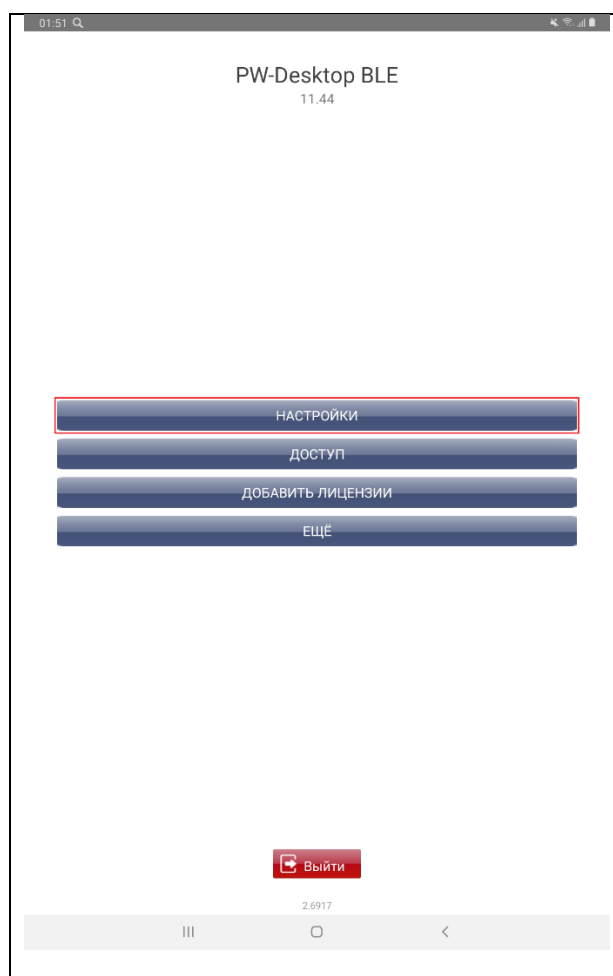 01:51
PW-Desktop BLE
11.44
НАСТРОЙКИ
ДОСТУП
ДОБАВИТЬ ЛИЦЕНЗИИ
ЕЩЁ
Выйти
2.6917